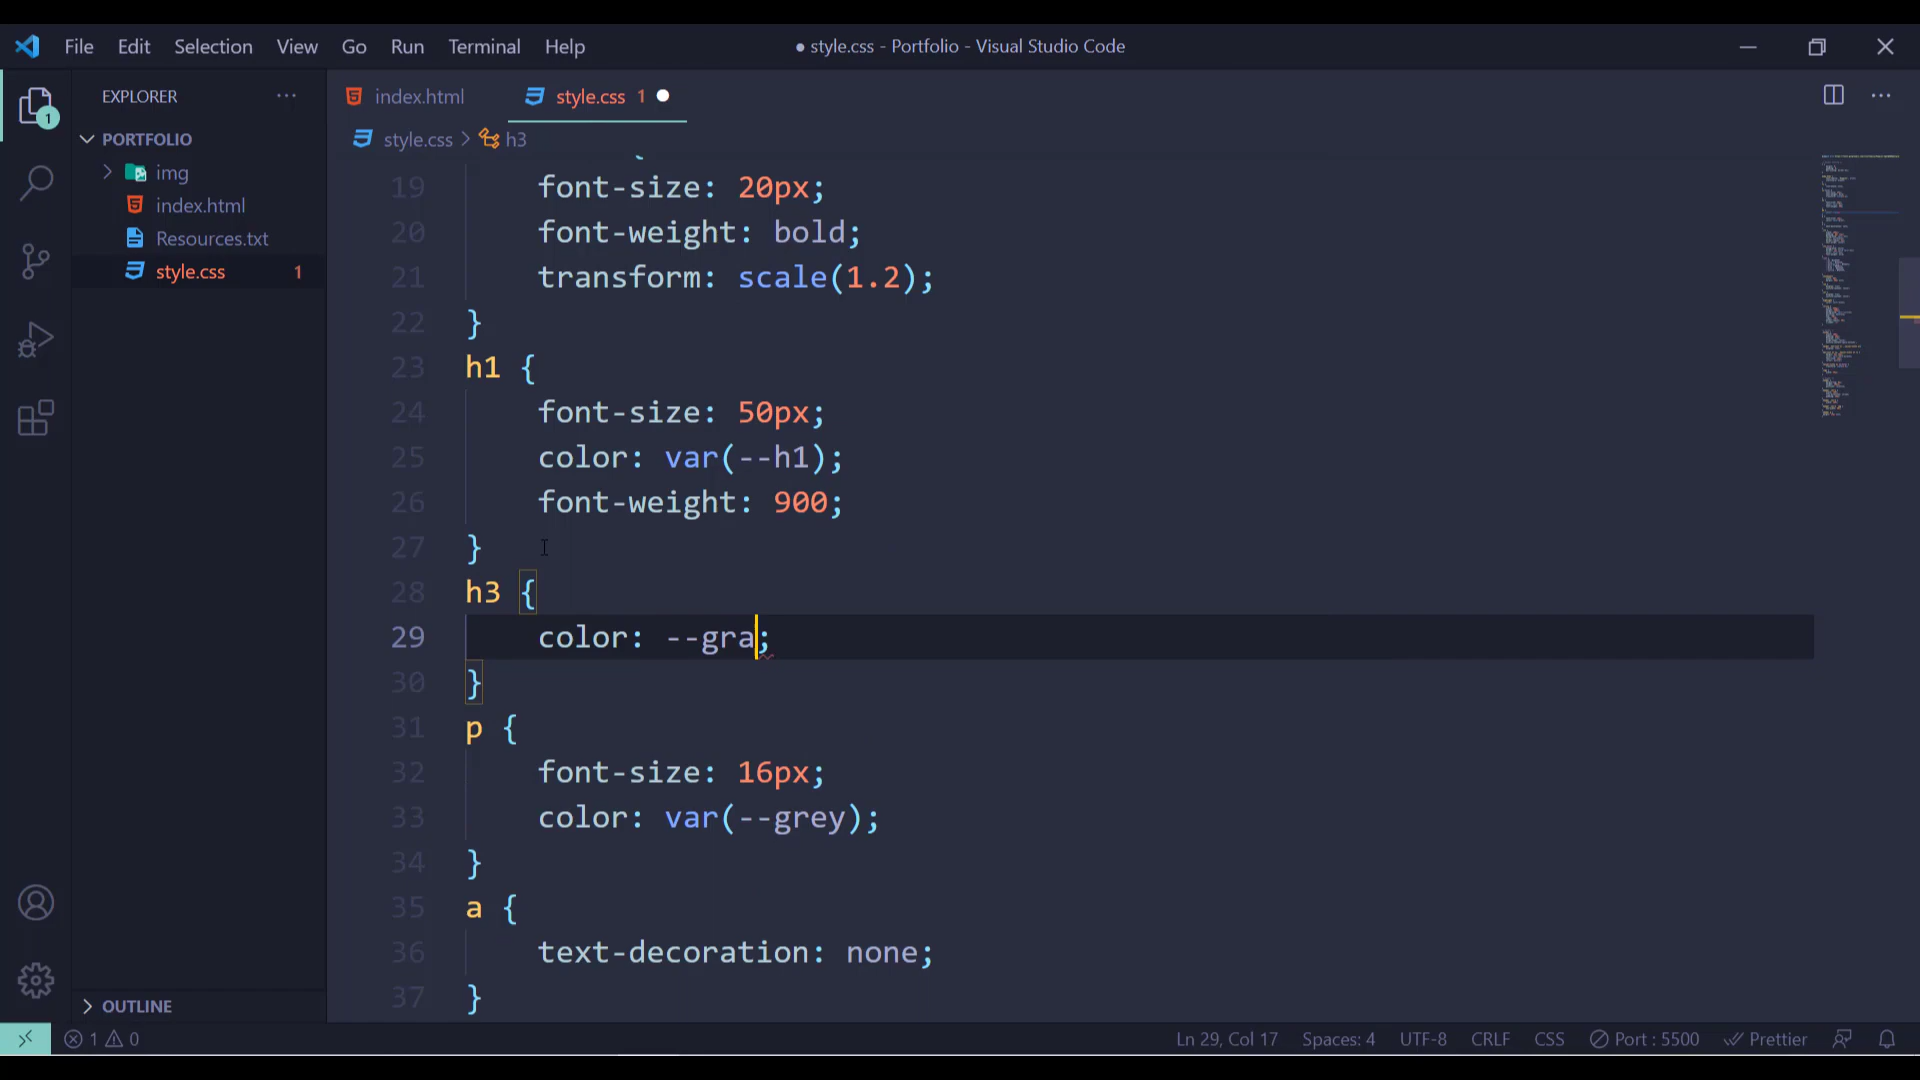 File Edit Selection View Go Run Terminal Help
● style.css - Portfolio - Visual Studio Code
EXPLORER ···
index.html
style.css 1
1
PORTFOLIO
style.css > h3
img
index.html
Resources.txt
style.css 1
{
19 font-size: 20px;
20 font-weight: bold;
21 transform: scale(1.2);
22 }
23 h1 {
24 font-size: 50px;
25 color: var(--h1);
26 font-weight: 900;
27 }
28 h3 {
29 color: --gra;
30 }
31 p {
32 font-size: 16px;
33 color: var(--grey);
34 }
35 a {
36 text-decoration: none;
37 }
OUTLINE
1 0
Ln 29, Col 17 Spaces: 4 UTF-8 CRLF CSS Port : 5500 Prettier